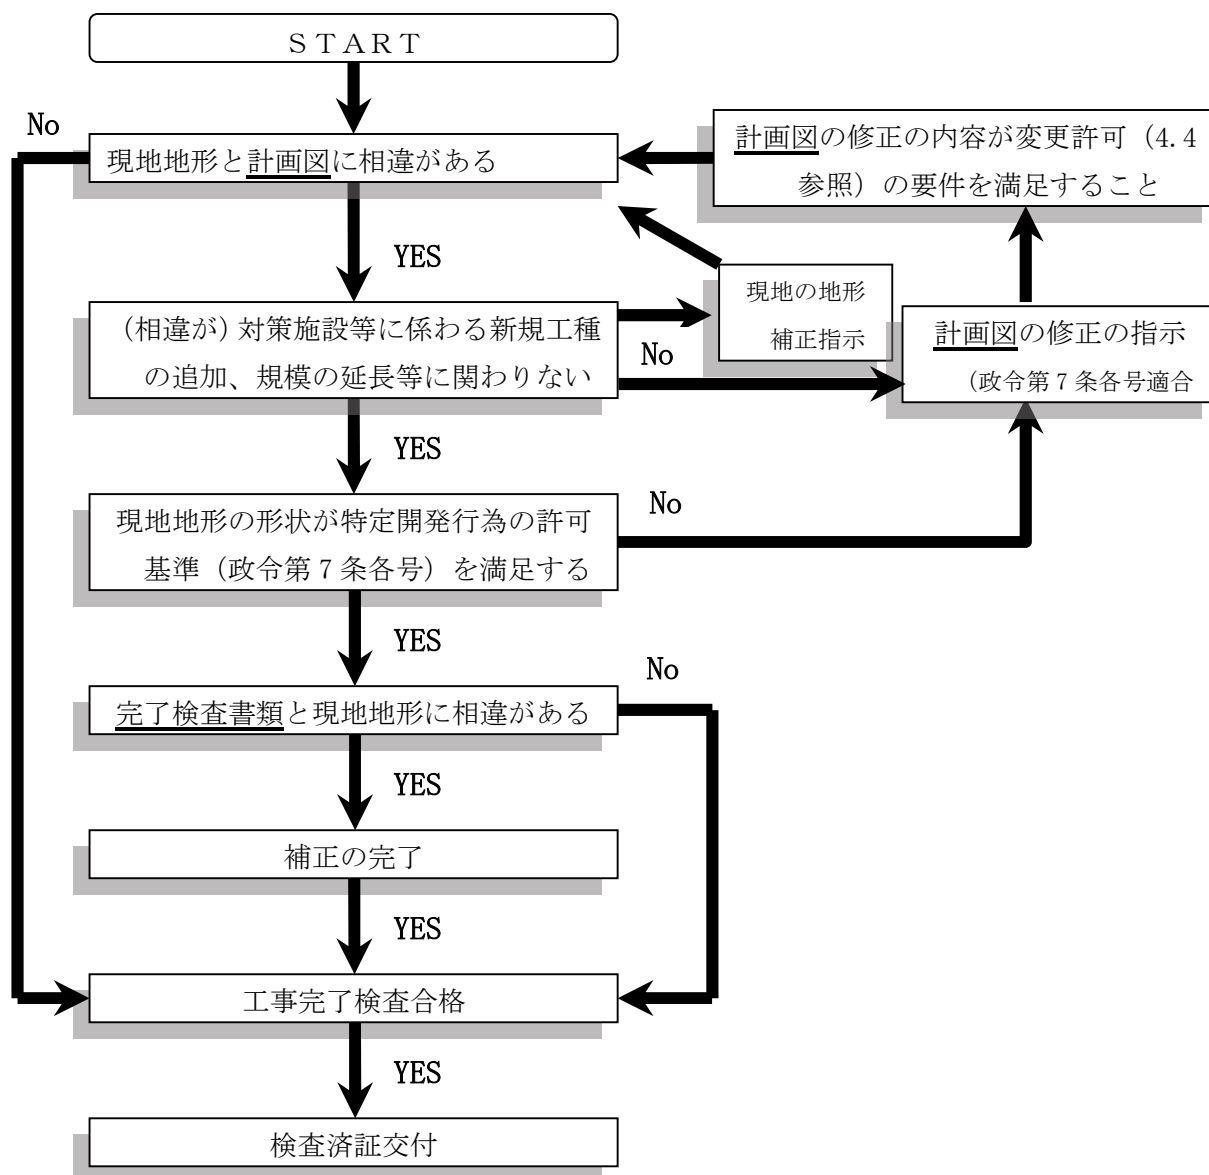 START
No
現地地形と計画図に相違がある
計画図の修正の内容が変更許可(4.4
参照)の要件を満足すること
YES
現地の地形
補正指示
(相違が)対策施設等に係わる新規工種
の追加、規模の延長等に関わりない
No
計画図の修正の指示
(政令第7条各号適合
YES
現地地形の形状が特定開発行為の許可
基準(政令第7条各号)を満足する
No
YES
No
完了検査書類と現地地形に相違がある
YES
補正の完了
YES
工事完了検査合格
YES
検査済証交付